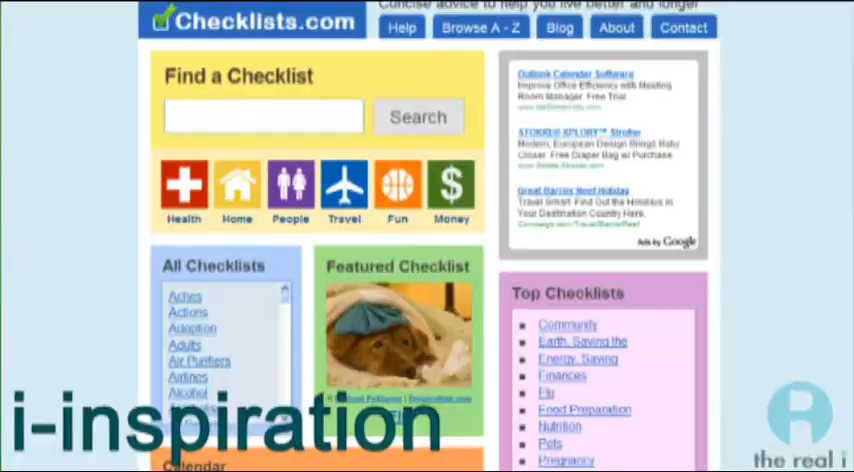 Concise advice to help you live better and longer
Checklists.com
Help
Browse A - Z
Blog
About
Contact
Find a Checklist
Search
Health
Home
People
Travel
Fun
Money
Outlook Calendar Software
Improve Office Efficiency with Meeting
Room Manager. Free Trial
STOKKE® XPLORY™ Stroller
Modern, European Design Brings Baby
Closer. Free Diaper Bag w/ Purchase
Great Barrier Reef Holiday
Travel Smart. Find Out the Holidays in
Your Destination Country Here.
Ads by Google
All Checklists
Aches
Actions
Adoption
Adults
Air Purifiers
Airlines
Alcohol
Featured Checklist
Flu
Top Checklists
Community
Earth, Saving the
Energy, Saving
Finances
Flu
Food Preparation
Nutrition
Pets
Pregnancy
Calendar
i-inspiration
the real i